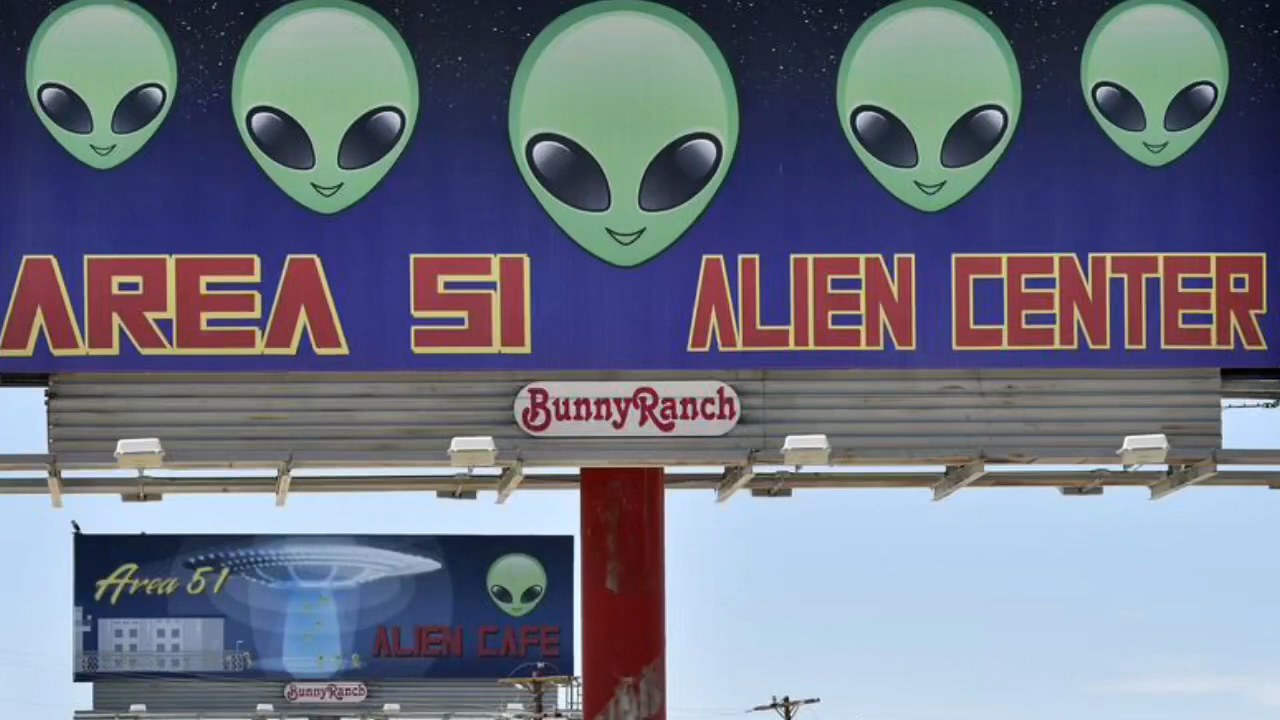 AREA 51 ALIEN CENTER
BunnyRanch
Area 51
ALIEN CAFE
BunnyRanch